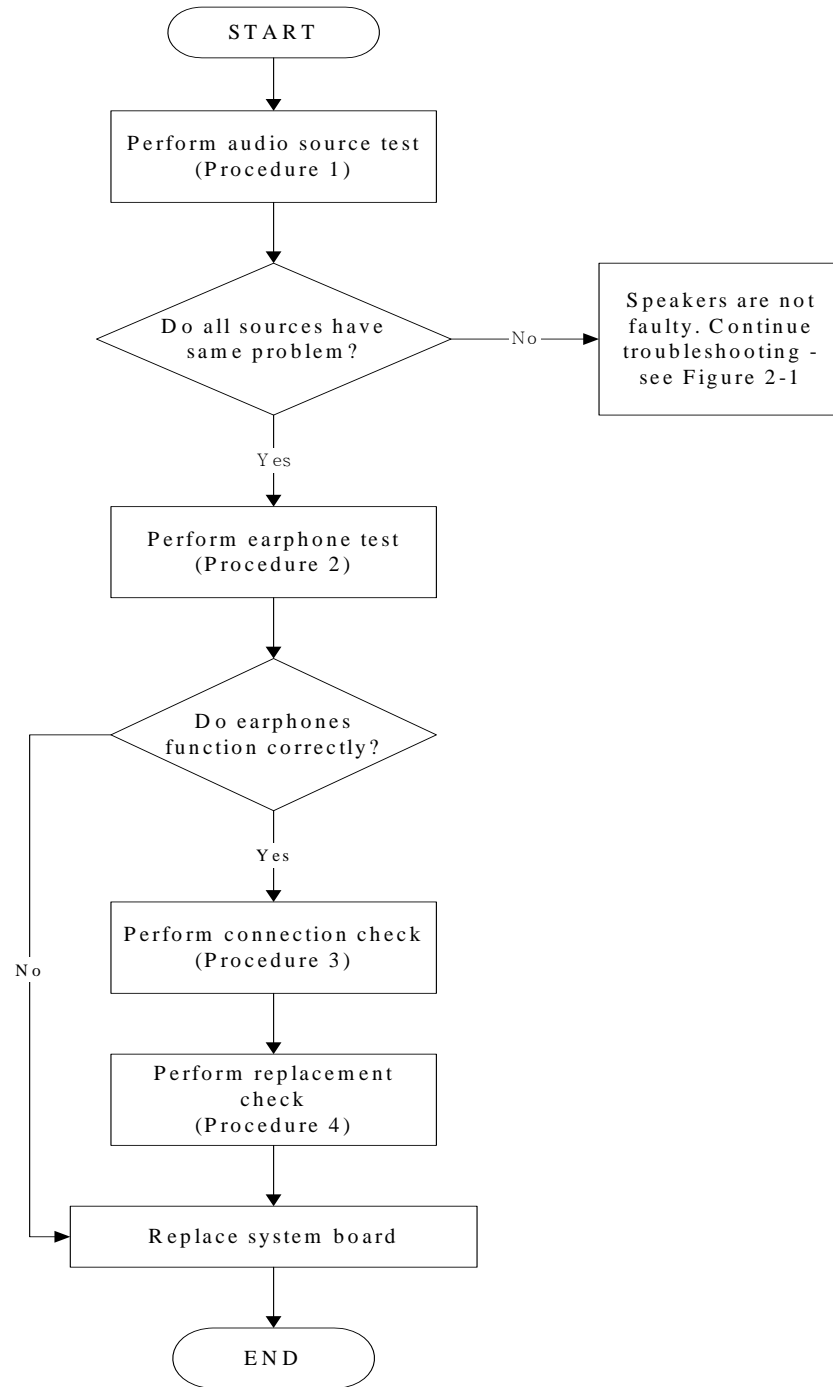 START
Perform audio source test
(Procedure 1)
Do all sources have
same problem?
No
Speakers are not
faulty. Continue
troubleshooting -
see Figure 2-1
Yes
Perform earphone test
(Procedure 2)
Do earphones
function correctly?
Yes
Perform connection check
(Procedure 3)
No
Perform replacement
check
(Procedure 4)
Replace system board
END